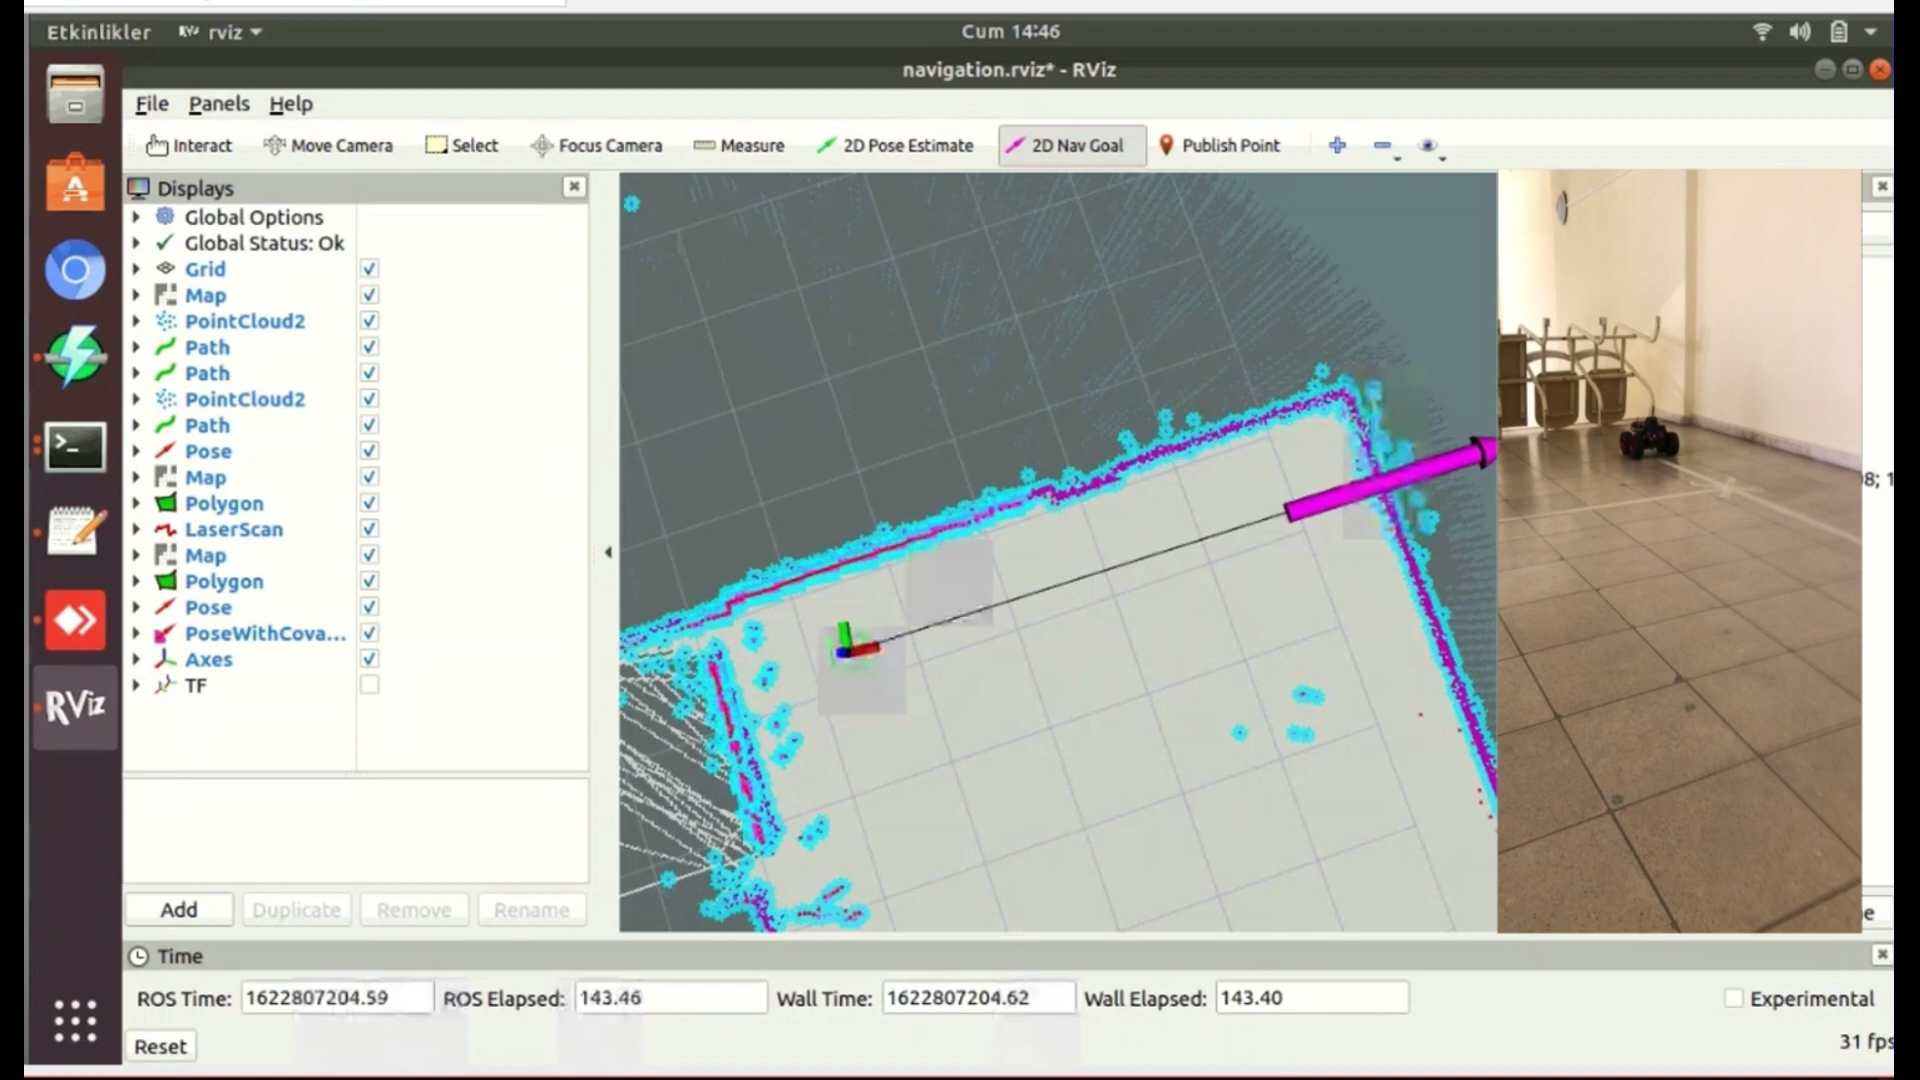 Etkinlikler
RViz rviz
Cum 14:46
navigation.rviz* - RViz
File Panels Help
Interact Move Camera Select Focus Camera Measure 2D Pose Estimate 2D Nav Goal Publish Point
Displays
Global Options
Global Status: Ok
Grid
Map
PointCloud2
Path
Path
PointCloud2
Path
Pose
Map
Polygon
LaserScan
Map
Polygon
Pose
PoseWithCova...
Axes
TF
RViz
Add Duplicate Remove Rename
Time
ROS Time: 1622807204.59 ROS Elapsed: 143.46 Wall Time: 1622807204.62 Wall Elapsed: 143.40 Experimental
Reset
31 fps